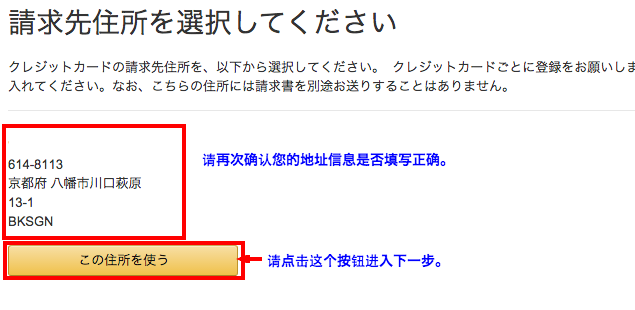 請求先住所を選択してください
クレジットカードの請求先住所を、以下から選択してください。 クレジットカードごとに登録をお願いしま
入れてください。なお、こちらの住所には請求書を別途お送りすることはありません。
614-8113
京都府 八幡市川口萩原
13-1
BKSGN
请再次确认您的地址信息是否填写正确。
この住所を使う
请点击这个按钮进入下一步。